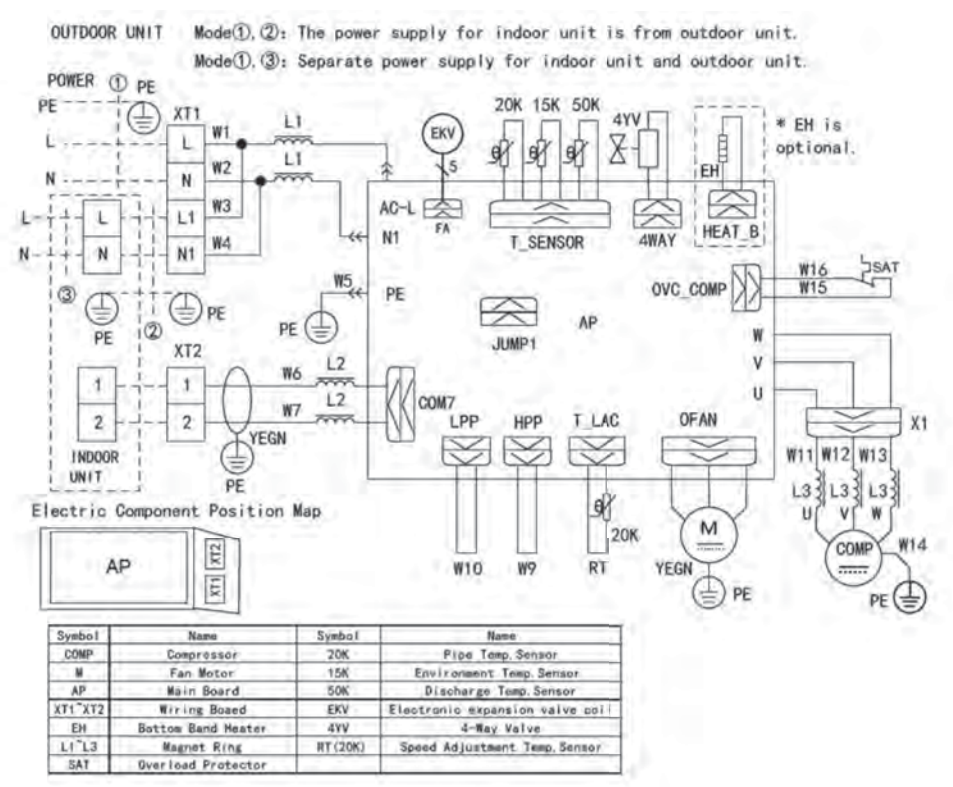 OUTDOOR UNIT Mode①,②: The power supply for indoor unit is from outdoor unit.
Mode①,③: Separate power supply for indoor unit and outdoor unit.
POWER ① PE
PE
20K 15K 50K
4YV
* EH is
optional.
XT1
L L W1 L1
EKV
θ θ θ
5
EH
N N W2 L1
L L L1 W3
AC-L
FA
T_SENSOR
4WAY
HEAT_B
N N N1 W4
N1
③
W5
PE
OVC_COMP
W16
W15
SAT
PE
②
PE
PE
JUMP1
AP
W
V
U
XT2
1 1 W6 L2
2 2 W7 L2
COM7
YEGN
PE
INDOOR
UNIT
LPP HPP T_LAC OFAN
X1
W11 W12 W13
L3 L3 L3
U V W
θ
20K
M
COMP
W14
W10 W9 RT
YEGN
PE
PE
Electric Component Position Map
AP
XT2
XT1
Symbol Name Symbol Name
COMP Compressor 20K Pipe Temp. Sensor
M Fan Motor 15K Environment Temp. Sensor
AP Main Board 50K Discharge Temp. Sensor
XT1~XT2 Wiring Boaed EKV Electronic expansion valve coil
EH Bottom Band Heater 4YV 4-Way Valve
L1~L3 Magnet Ring RT(20K) Speed Adjustment Temp. Sensor
SAT Overload Protector